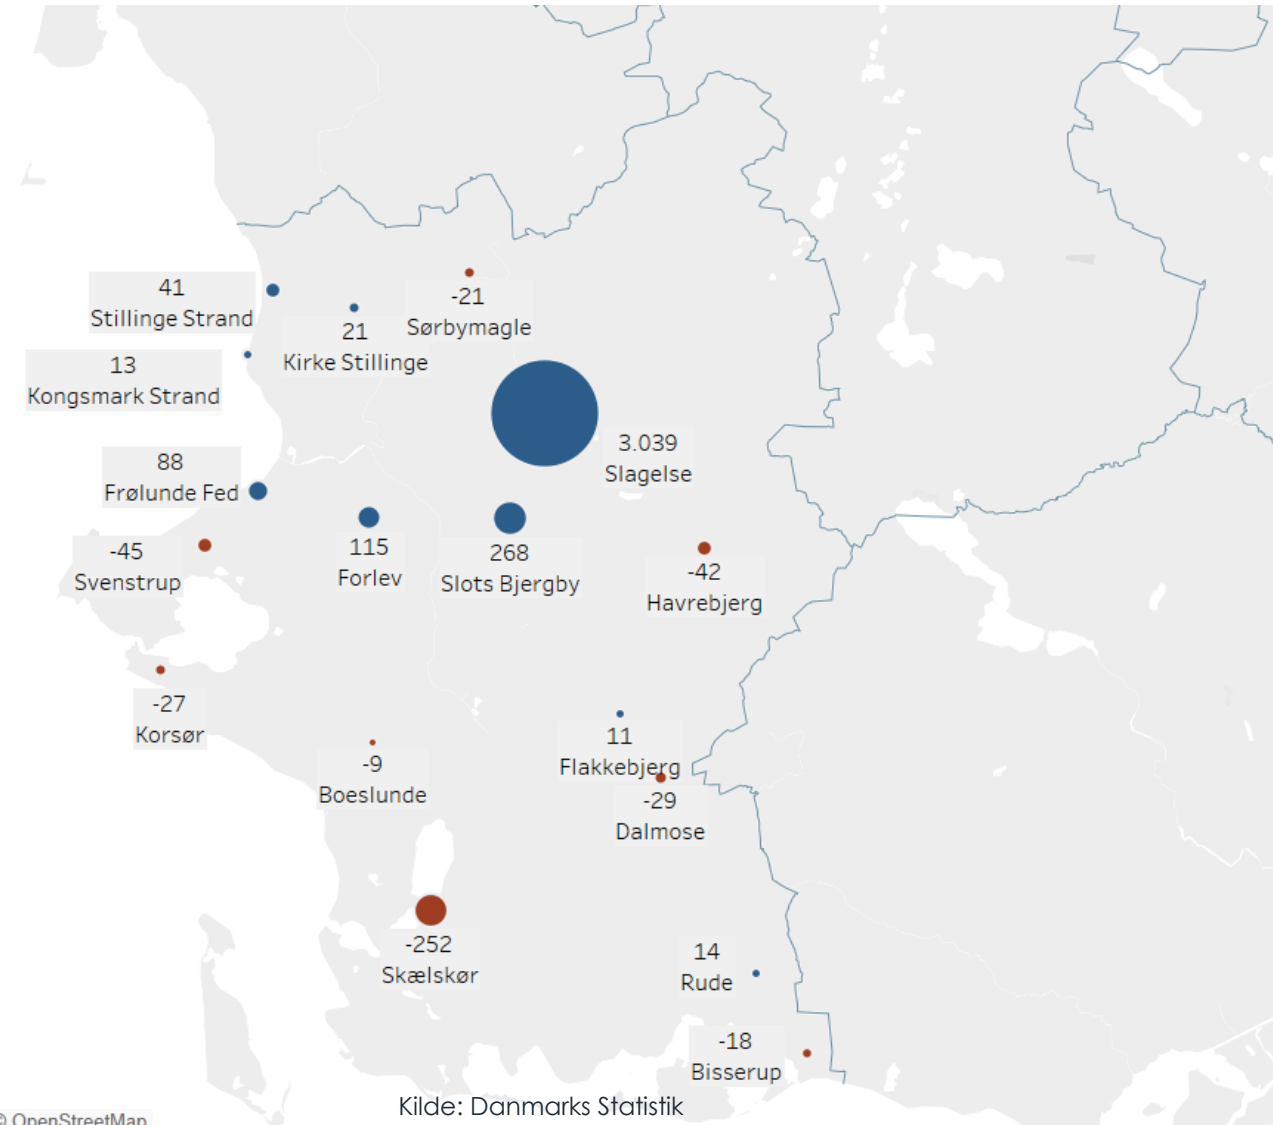 41
Stillinge Strand
-21
Sørbymagle
21
Kirke Stillinge
13
Kongsmark Strand
3.039
Slagelse
88
Frølunde Fed
-45
Svenstrup
115
Forlev
268
Slots Bjergby
-42
Havrebjerg
-27
Korsør
-9
Boeslunde
11
Flakkebjerg
-29
Dalmose
-252
Skælskør
14
Rude
-18
Bisserup
Kilde: Danmarks Statistik
© OpenStreetMap